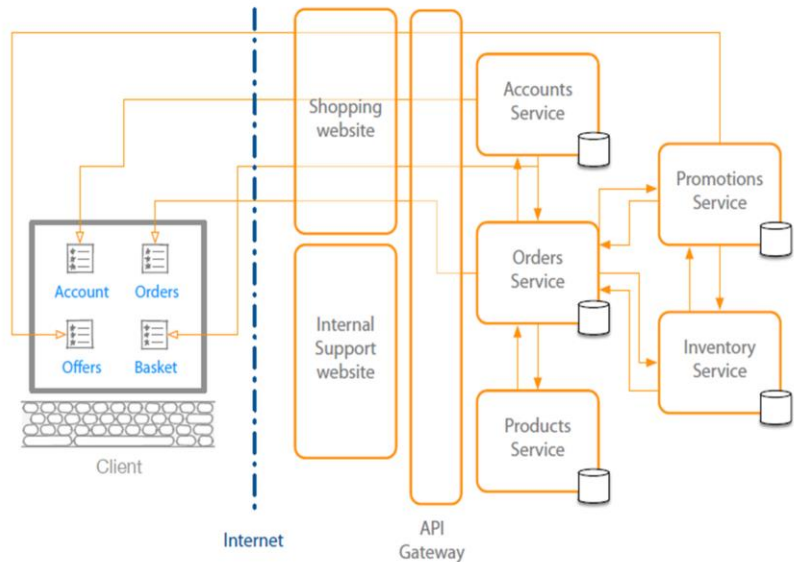 Shopping
website
Accounts
Service
Promotions
Service
Account
Orders
Offers
Basket
Client
Internal
Support
website
Orders
Service
Inventory
Service
Products
Service
Internet
API
Gateway